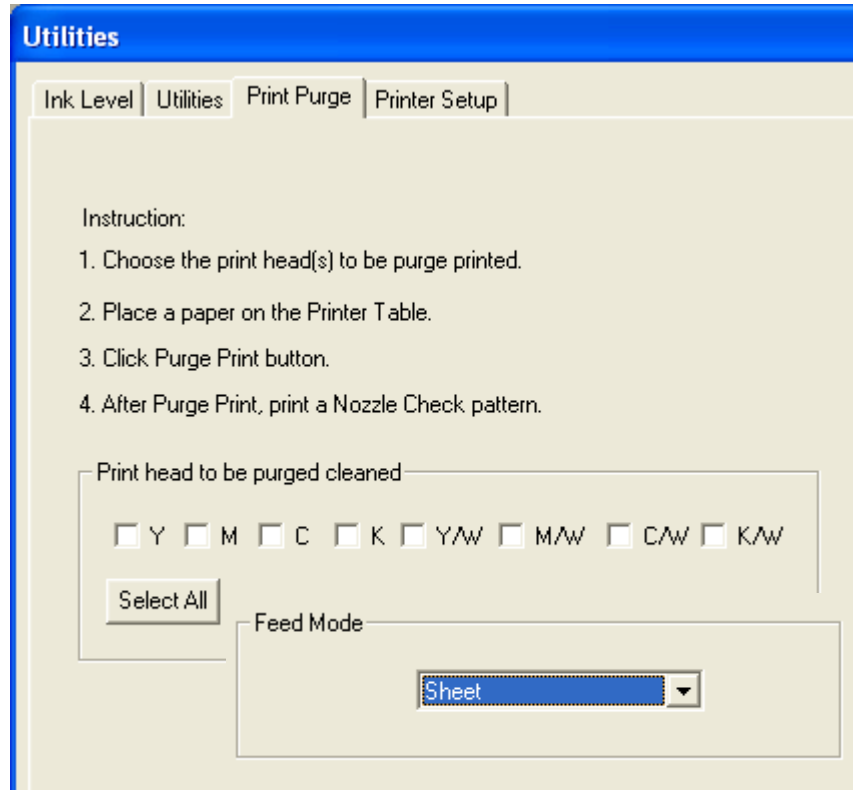 Utilities
Ink Level Utilities Print Purge Printer Setup
Instruction:
1. Choose the print head(s) to be purge printed.
2. Place a paper on the Printer Table.
3. Click Purge Print button.
4. After Purge Print, print a Nozzle Check pattern.
Print head to be purged cleaned
Y M C K Y/W M/W C/W K/W
Select All
Feed Mode
Sheet